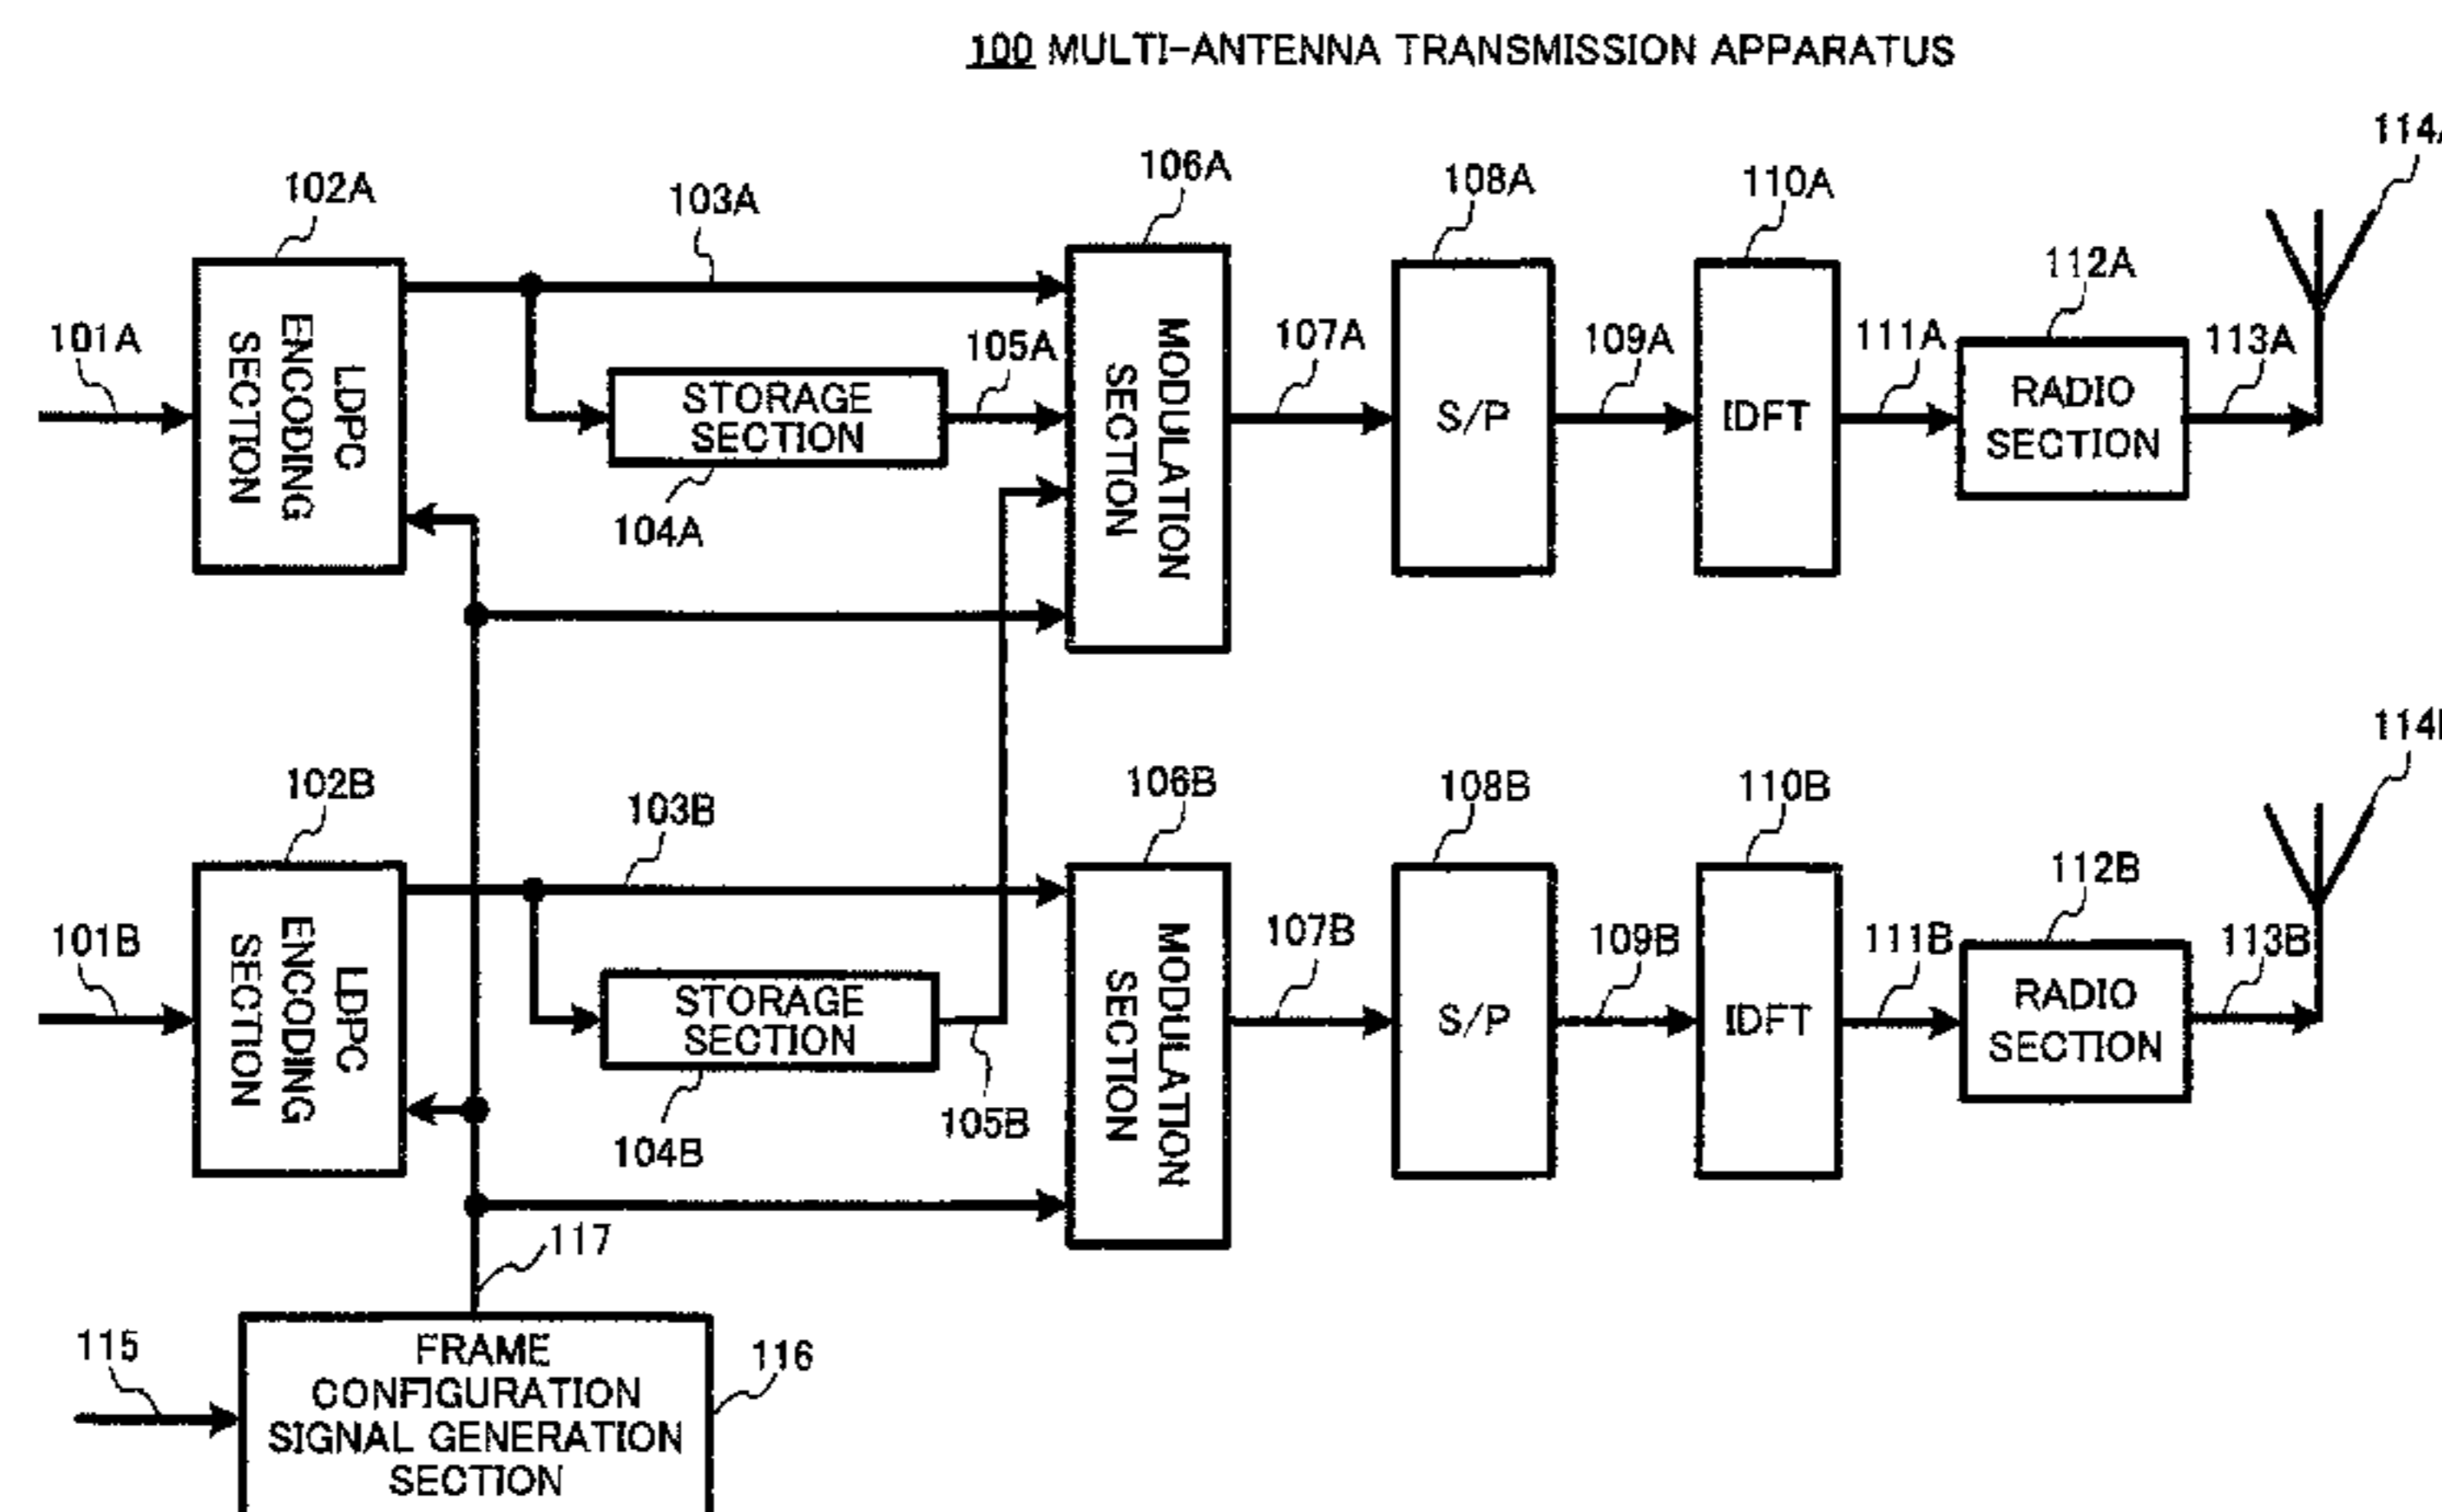 100 MULTI-ANTENNA TRANSMISSION APPARATUS
114A
106A
108A
110A
102A
103A
112A
101A
LDPC
ENCODING
SECTION
105A
STORAGE
SECTION
104A
MODULATION
SECTION
107A
S/P
109A
IDFT
111A
RADIO
SECTION
113A
114
102B
103B
106B
108B
110B
112B
101B
LDPC
ENCODING
SECTION
STORAGE
SECTION
104B
105B
MODULATION
SECTION
107B
S/P
109B
IDFT
111B
RADIO
SECTION
113B
117
115
FRAME
CONFIGURATION
SIGNAL GENERATION
SECTION
116